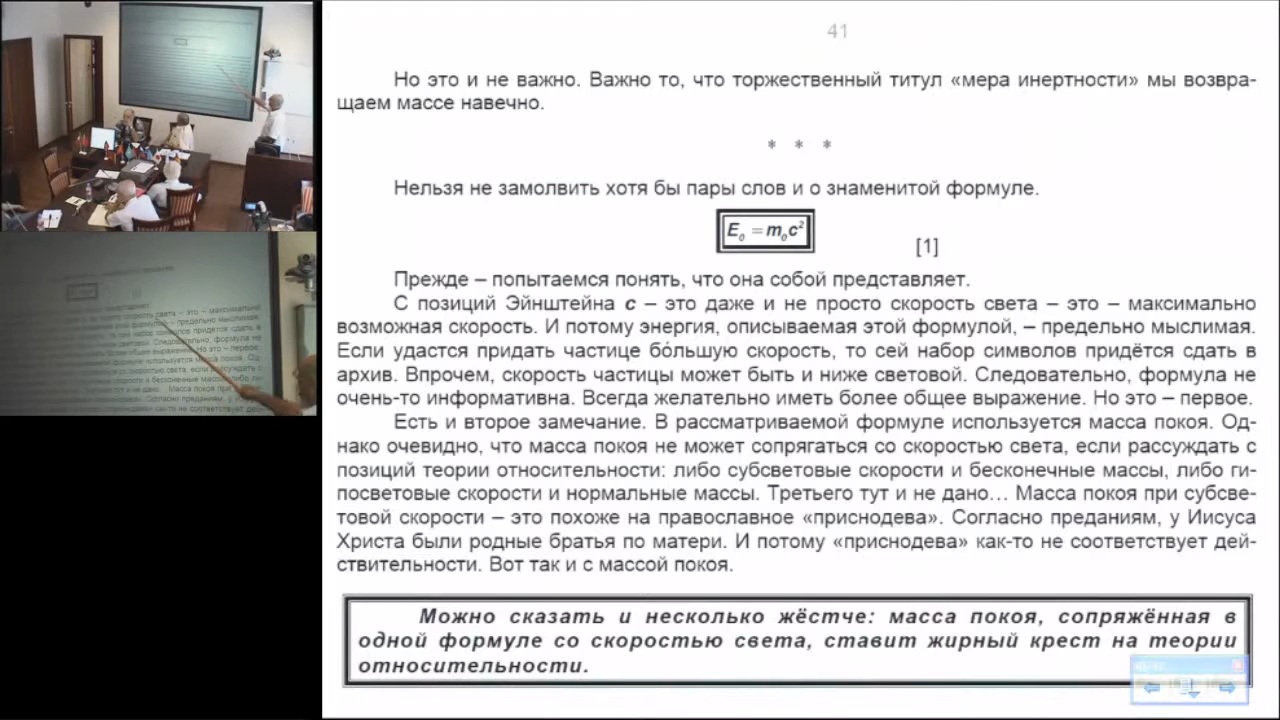 41
Но это и не важно. Важно то, что торжественный титул «мера инертности» мы возвра-
щаем массе навечно.
* * *
Нельзя не замолвить хотя бы пары слов и о знаменитой формуле.
E₀ = m₀c²
[1]
Прежде – попытаемся понять, что она собой представляет.
С позиций Эйнштейна c – это даже и не просто скорость света – это – максимально
возможная скорость. И потому энергия, описываемая этой формулой, – предельно мыслимая.
Если удастся придать частице бо́льшую скорость, то сей набор символов придётся сдать в
архив. Впрочем, скорость частицы может быть и ниже световой. Следовательно, формула не
очень-то информативна. Всегда желательно иметь более общее выражение. Но это – первое.
Есть и второе замечание. В рассматриваемой формуле используется масса покоя. Од-
нако очевидно, что масса покоя не может сопрягаться со скоростью света, если рассуждать с
позиций теории относительности: либо субсветовые скорости и бесконечные массы, либо ги-
посветовые скорости и нормальные массы. Третьего тут и не дано… Масса покоя при субсве-
товой скорости – это похоже на православное «приснодева». Согласно преданиям, у Иисуса
Христа были родные братья по матери. И потому «приснодева» как-то не соответствует дей-
ствительности. Вот так и с массой покоя.
Можно сказать и несколько жёстче: масса покоя, сопряжённая в
одной формуле со скоростью света, ставит жирный крест на теории
относительности.